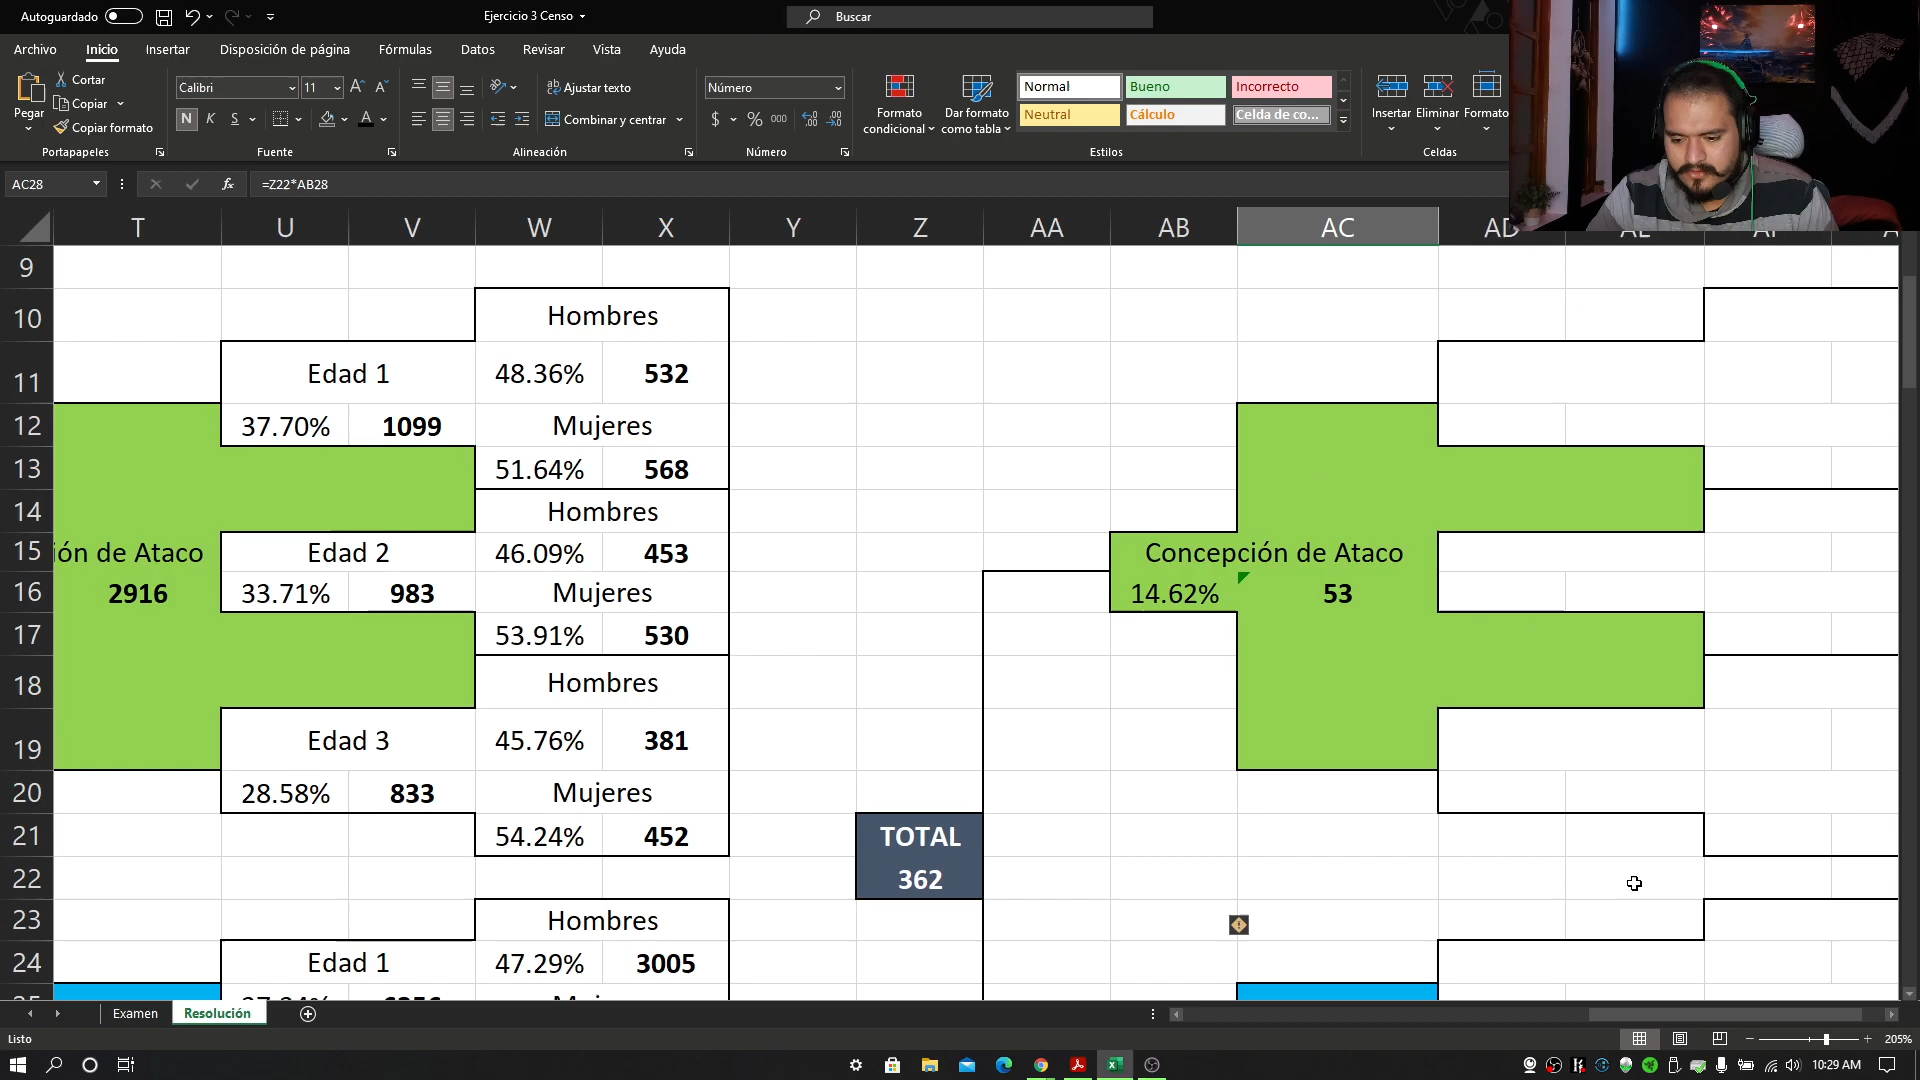 Autoguardado
Ejercicio 3 Censo
Buscar
Archivo Inicio Insertar Disposición de página Fórmulas Datos Revisar Vista Ayuda
Pegar
Cortar
Copiar
Copiar formato
Portapapeles
Calibri 11
N K S
Fuente
Ajustar texto
Combinar y centrar
Alineación
Número
$ % 000
Número
Formato condicional
Dar formato como tabla
Normal Bueno Incorrecto
Neutral Cálculo Celda de co...
Estilos
Insertar Eliminar Formato
Celdas
AC28
fx =Z22*AB28
T U V W X Y Z AA AB AC AD
9
10 Hombres
11 Edad 1 48.36% 532
12 37.70% 1099 Mujeres
13 51.64% 568
14 Hombres
15 ión de Ataco Edad 2 46.09% 453 Concepción de Ataco
16 2916 33.71% 983 Mujeres 14.62% 53
17 53.91% 530
18 Hombres
19 Edad 3 45.76% 381
20 28.58% 833 Mujeres
21 54.24% 452 TOTAL
22 362
23 Hombres
24 Edad 1 47.29% 3005
Examen Resolución
Listo
205%
10:29 AM